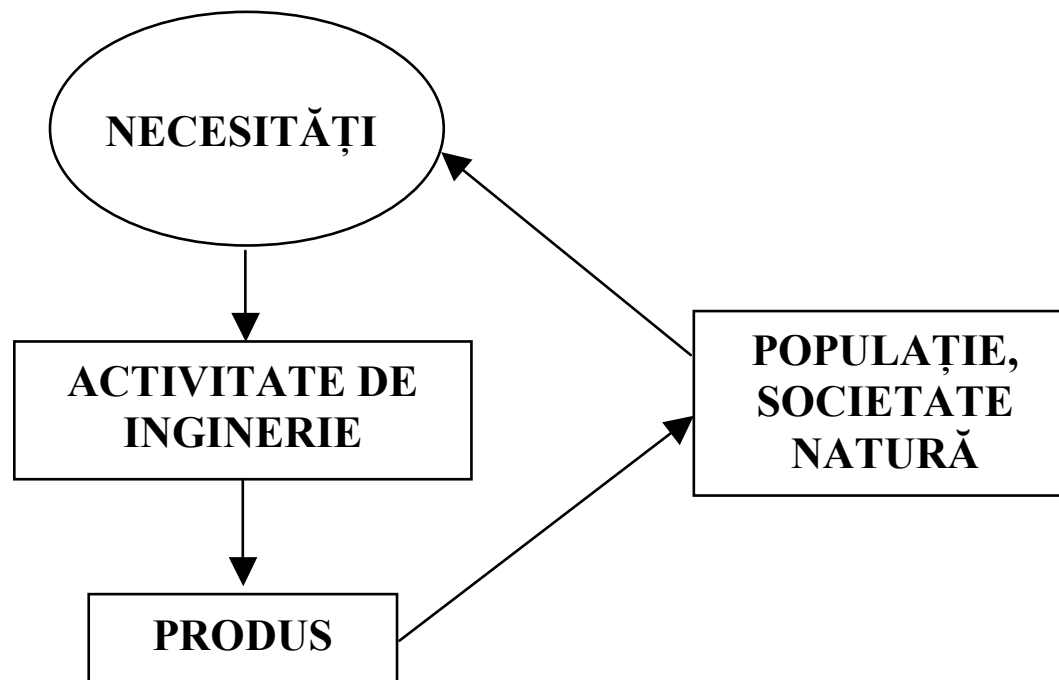 NECESITĂȚI
ACTIVITATE DE
INGINERIE
PRODUS
POPULAȚIE,
SOCIETATE
NATURĂ